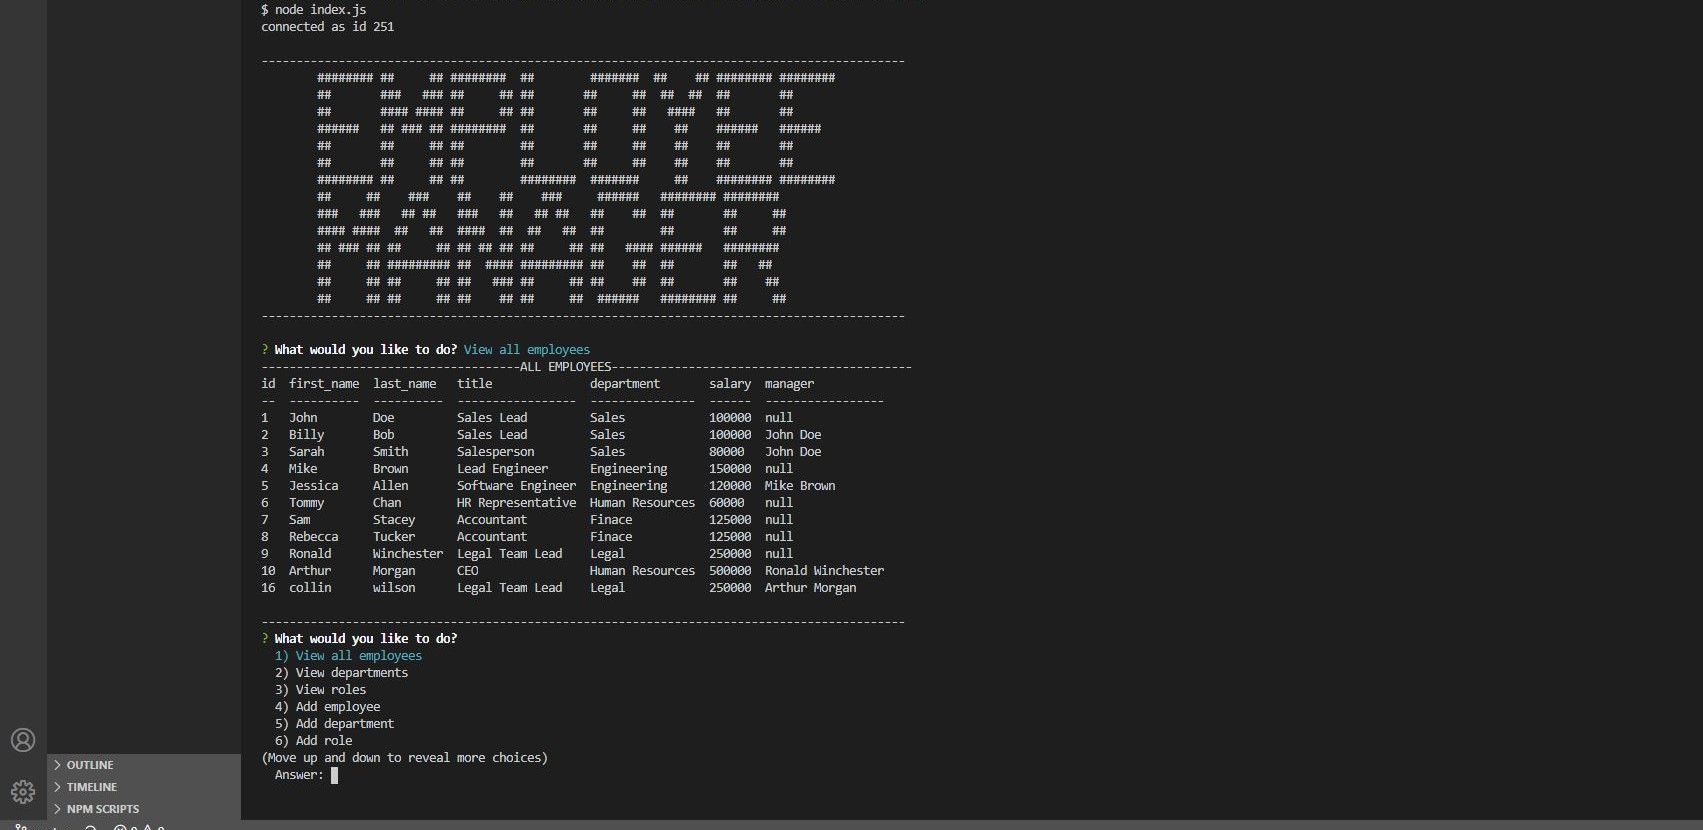 $ node index.js
connected as id 251
--------------------------------------------------------------------------------------------
######## ##     ## ########  ##        #######  ##    ## ######## ########
##       ###   ### ##     ## ##       ##     ##  ##  ##  ##       ##
##       #### #### ##     ## ##       ##     ##   ####   ##       ##
######   ## ### ## ########  ##       ##     ##    ##    ######   ######
##       ##     ## ##        ##       ##     ##    ##    ##       ##
##       ##     ## ##        ##       ##     ##    ##    ##       ##
######## ##     ## ##        ########  #######     ##    ######## ########
##     ##    ###    ##    ##    ###     ######   ######## ########
###   ###   ## ##   ###   ##   ## ##   ##    ##  ##       ##     ##
#### ####  ##   ##  ####  ##  ##   ##  ##        ##       ##     ##
## ### ## ##     ## ## ## ## ##     ## ##   #### ######   ########
##     ## ######### ##  #### ######### ##    ##  ##       ##   ##
##     ## ##     ## ##   ### ##     ## ##    ##  ##       ##    ##
##     ## ##     ## ##    ## ##     ##  ######   ######## ##     ##
--------------------------------------------------------------------------------------------
? What would you like to do? View all employees
-------------------------------------ALL EMPLOYEES-------------------------------------------
id  first_name  last_name  title              department       salary  manager
--  ----------  ----------  -----------------  ---------------  ------  -----------------
1   John        Doe         Sales Lead         Sales            100000  null
2   Billy       Bob         Sales Lead         Sales            100000  John Doe
3   Sarah       Smith       Salesperson        Sales            80000   John Doe
4   Mike        Brown       Lead Engineer      Engineering      150000  null
5   Jessica     Allen       Software Engineer  Engineering      120000  Mike Brown
6   Tommy       Chan        HR Representative  Human Resources  60000   null
7   Sam         Stacey      Accountant         Finace           125000  null
8   Rebecca     Tucker      Accountant         Finace           125000  null
9   Ronald      Winchester  Legal Team Lead    Legal            250000  null
10  Arthur      Morgan      CEO                Human Resources  500000  Ronald Winchester
16  collin      wilson      Legal Team Lead    Legal            250000  Arthur Morgan
--------------------------------------------------------------------------------------------
? What would you like to do?
1) View all employees
2) View departments
3) View roles
4) Add employee
5) Add department
6) Add role
(Move up and down to reveal more choices)
Answer:
OUTLINE
TIMELINE
NPM SCRIPTS